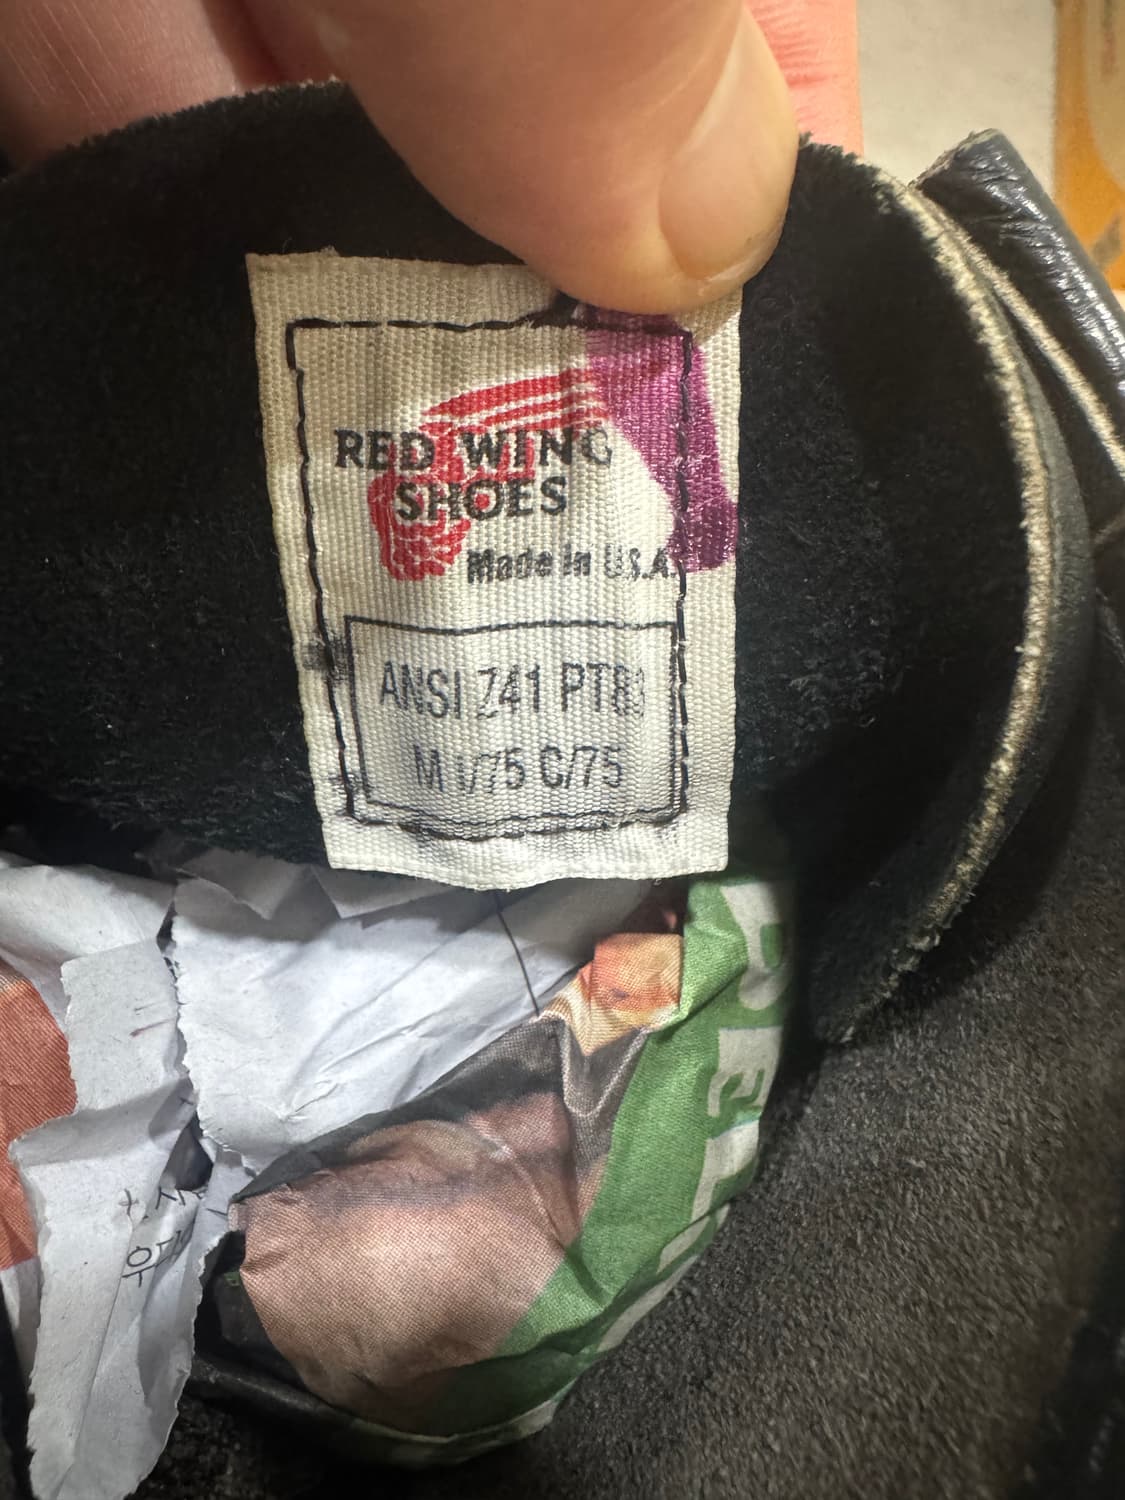 RED WING
SHOES
Made in U.S.A.
ANSI Z41 PT83
M I/75 C/75